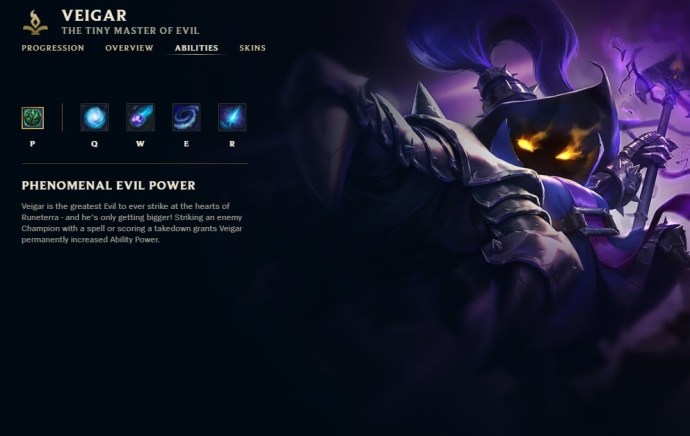 VEIGAR
THE TINY MASTER OF EVIL
PROGRESSION OVERVIEW ABILITIES SKINS
P Q W E R
PHENOMENAL EVIL POWER
Veigar is the greatest Evil to ever strike at the hearts of
Runeterra - and he's only getting bigger! Striking an enemy
Champion with a spell or scoring a takedown grants Veigar
permanently increased Ability Power.